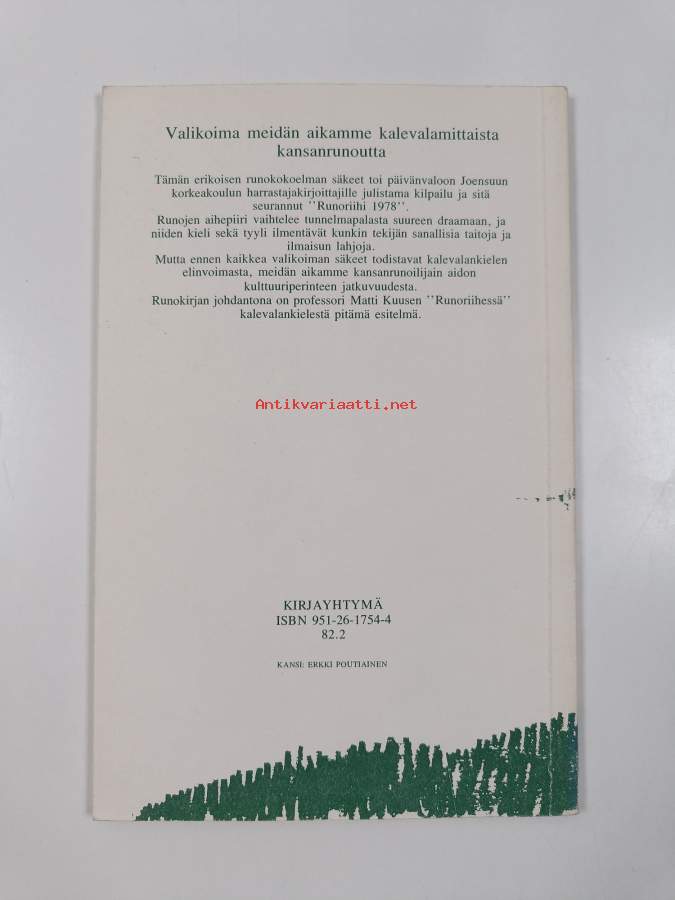 Valikoima meidän aikamme kalevalamittaista
kansanrunoutta
Tämän erikoisen runokokoelman säkeet toi päivänvaloon Joensuun
korkeakoulun harrastajakirjoittajille julistama kilpailu ja sitä
seurannut ''Runoriihi 1978''.
Runojen aihepiiri vaihtelee tunnelmapalasta suureen draamaan, ja
niiden kieli sekä tyyli ilmentävät kunkin tekijän sanallisia taitoja ja
ilmaisun lahjoja.
Mutta ennen kaikkea valikoiman säkeet todistavat kalevalankielen
elinvoimasta, meidän aikamme kansanrunoilijain aidon
kulttuuriperinteen jatkuvuudesta.
Runokirjan johdantona on professori Matti Kuusen ''Runoriihessä''
kalevalankielestä pitämä esitelmä.
Antikvariaatti.net
KIRJAYHTYMÄ
ISBN 951-26-1754-4
82.2
KANSI: ERKKI POUTIAINEN